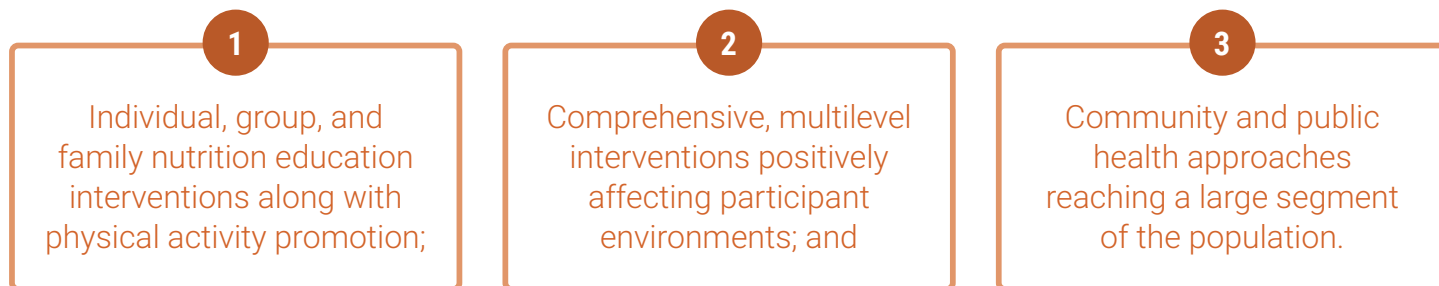 1
Individual, group, and
family nutrition education
interventions along with
physical activity promotion;
2
Comprehensive, multilevel
interventions positively
affecting participant
environments; and
3
Community and public
health approaches
reaching a large segment
of the population.